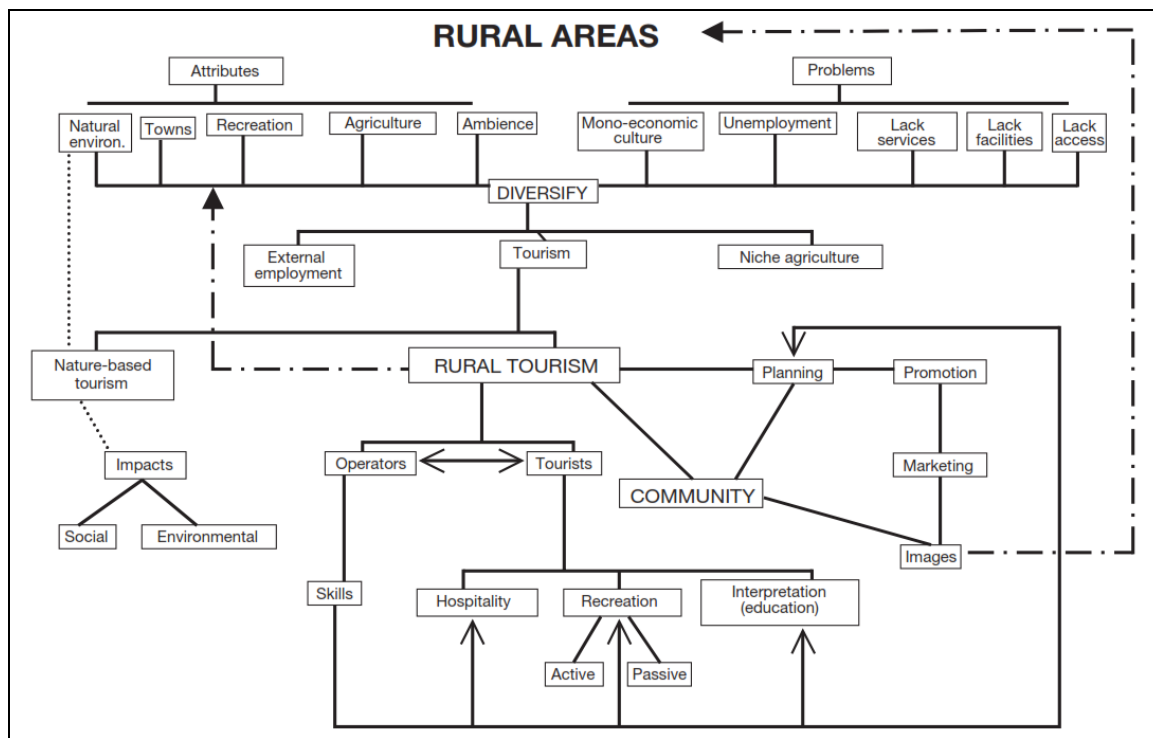 RURAL AREAS
Attributes
Problems
Natural
environ.
Towns
Recreation
Agriculture
Ambience
Mono-economic
culture
Unemployment
Lack
services
Lack
facilities
Lack
access
DIVERSIFY
External
employment
Tourism
Niche agriculture
Nature-based
tourism
RURAL TOURISM
Planning
Promotion
Impacts
Operators
Tourists
Marketing
COMMUNITY
Social
Environmental
Images
Skills
Hospitality
Recreation
Interpretation
(education)
Active
Passive